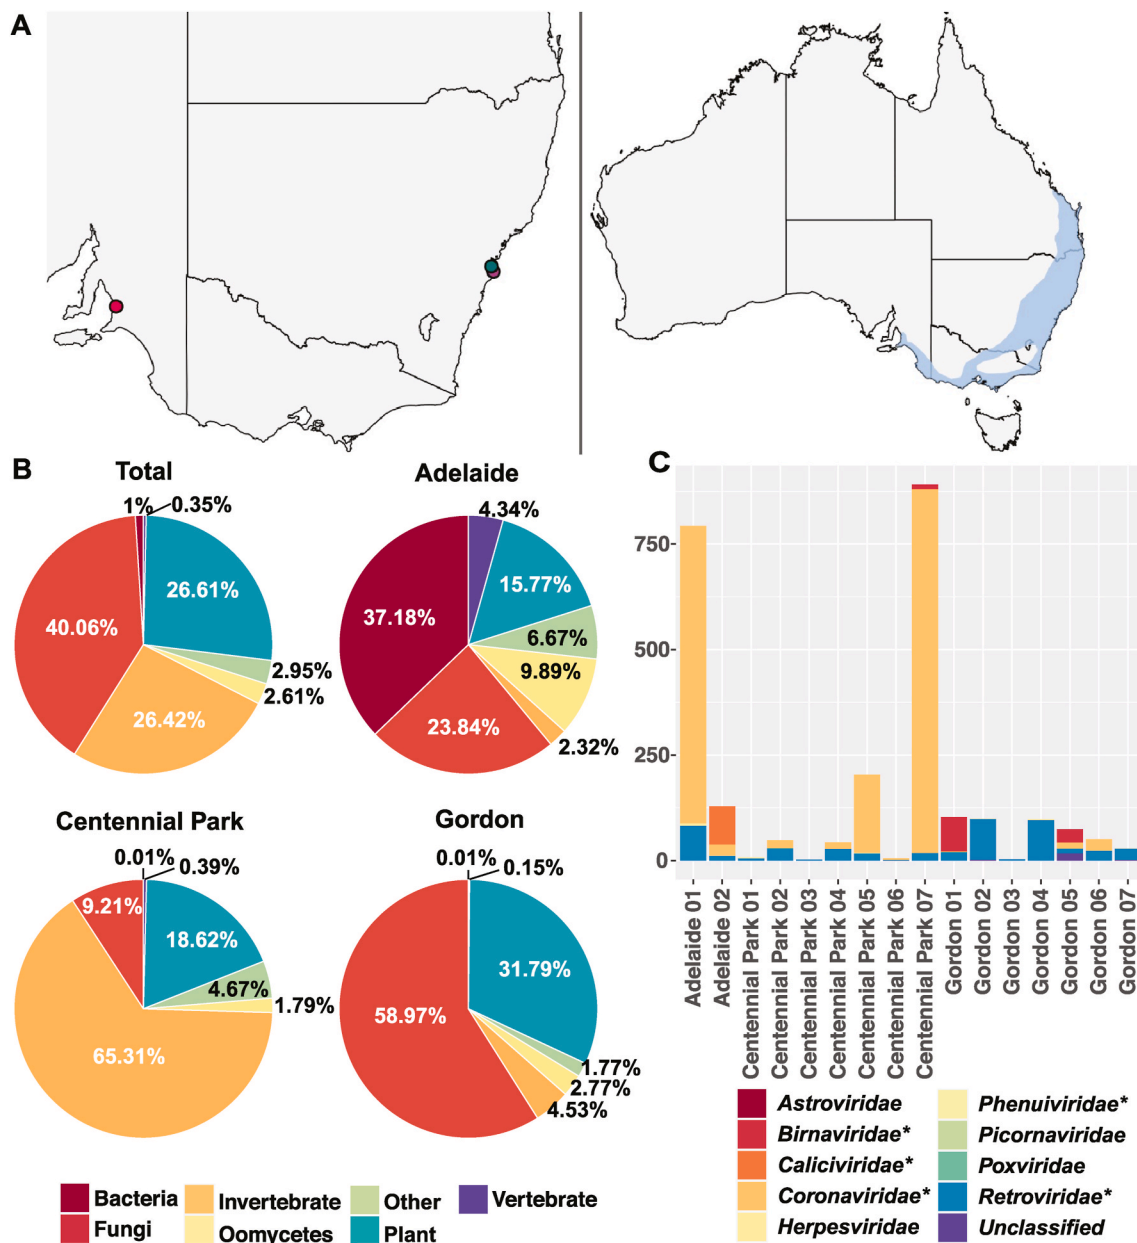 A
B
Total
1%
0.35%
26.61%
40.06%
2.95%
2.61%
26.42%
Adelaide
4.34%
15.77%
37.18%
6.67%
9.89%
23.84%
2.32%
Centennial Park
0.01%
0.39%
9.21%
18.62%
4.67%
1.79%
65.31%
Gordon
0.01%
0.15%
31.79%
58.97%
1.77%
2.77%
4.53%
Bacteria
Fungi
Invertebrate
Oomycetes
Other
Plant
Vertebrate
C
750
500
250
0
Adelaide 01
Adelaide 02
Centennial Park 01
Centennial Park 02
Centennial Park 03
Centennial Park 04
Centennial Park 05
Centennial Park 06
Centennial Park 07
Gordon 01
Gordon 02
Gordon 03
Gordon 04
Gordon 05
Gordon 06
Gordon 07
Astroviridae
Birnaviridae*
Caliciviridae*
Coronaviridae*
Herpesviridae
Phenuiviridae*
Picornaviridae
Poxviridae
Retroviridae*
Unclassified